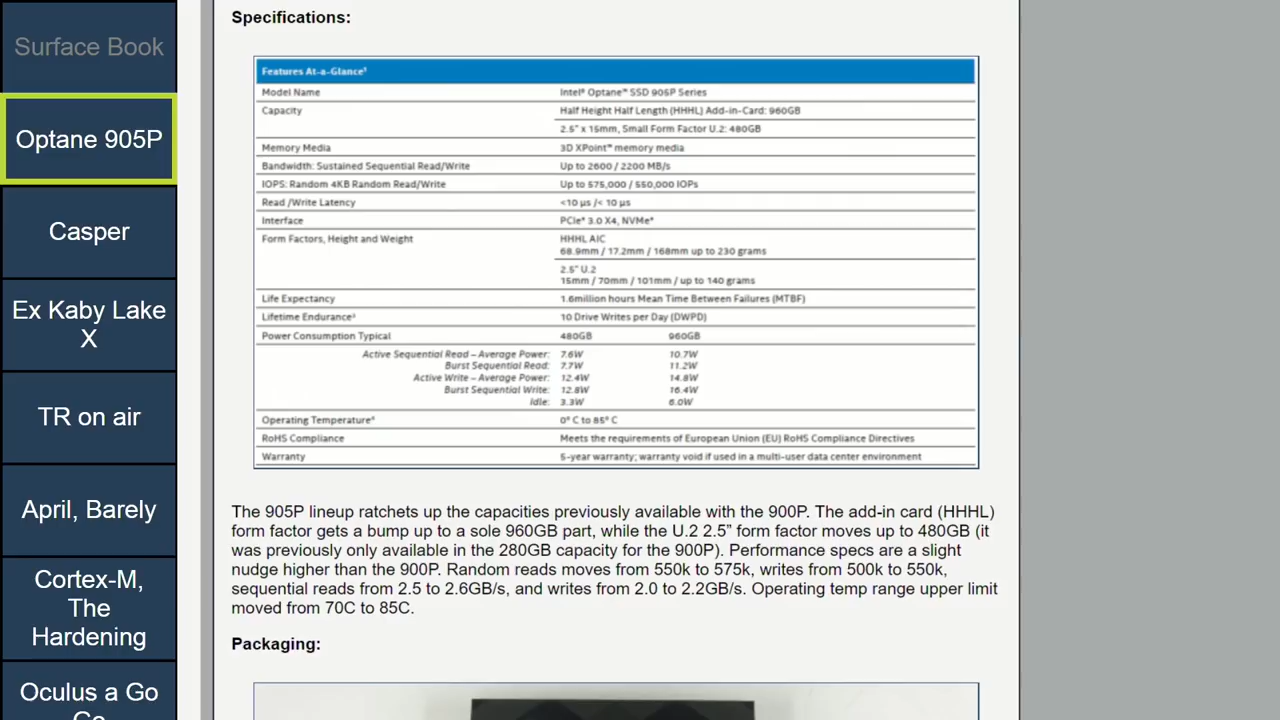 Surface Book
Optane 905P
Casper
Ex Kaby Lake
X
TR on air
April, Barely
Cortex-M,
The
Hardening
Oculus a Go
Go
Specifications:
Features At-a-Glance¹
Model Name Intel® Optane™ SSD 905P Series
Capacity Half Height Half Length (HHHL) Add-in-Card: 960GB
2.5" x 15mm, Small Form Factor U.2: 480GB
Memory Media 3D XPoint™ memory media
Bandwidth: Sustained Sequential Read/Write Up to 2600 / 2200 MB/s
IOPS: Random 4KB Random Read/Write Up to 575,000 / 550,000 IOPs
Read /Write Latency <10 µs /< 10 µs
Interface PCIe* 3.0 X4, NVMe*
Form Factors, Height and Weight HHHL AIC
68.9mm / 17.2mm / 168mm up to 230 grams
2.5" U.2
15mm / 70mm / 101mm / up to 140 grams
Life Expectancy 1.6million hours Mean Time Between Failures (MTBF)
Lifetime Endurance² 10 Drive Writes per Day (DWPD)
Power Consumption Typical 480GB 960GB
Active Sequential Read – Average Power: 7.6W 10.7W
Burst Sequential Read: 7.7W 11.2W
Active Write – Average Power: 12.4W 14.8W
Burst Sequential Write: 12.8W 16.4W
Idle: 3.3W 6.0W
Operating Temperature⁴ 0° C to 85° C
RoHS Compliance Meets the requirements of European Union (EU) RoHS Compliance Directives
Warranty 5-year warranty; warranty void if used in a multi-user data center environment
The 905P lineup ratchets up the capacities previously available with the 900P. The add-in card (HHHL)
form factor gets a bump up to a sole 960GB part, while the U.2 2.5” form factor moves up to 480GB (it
was previously only available in the 280GB capacity for the 900P). Performance specs are a slight
nudge higher than the 900P. Random reads moves from 550k to 575k, writes from 500k to 550k,
sequential reads from 2.5 to 2.6GB/s, and writes from 2.0 to 2.2GB/s. Operating temp range upper limit
moved from 70C to 85C.
Packaging: